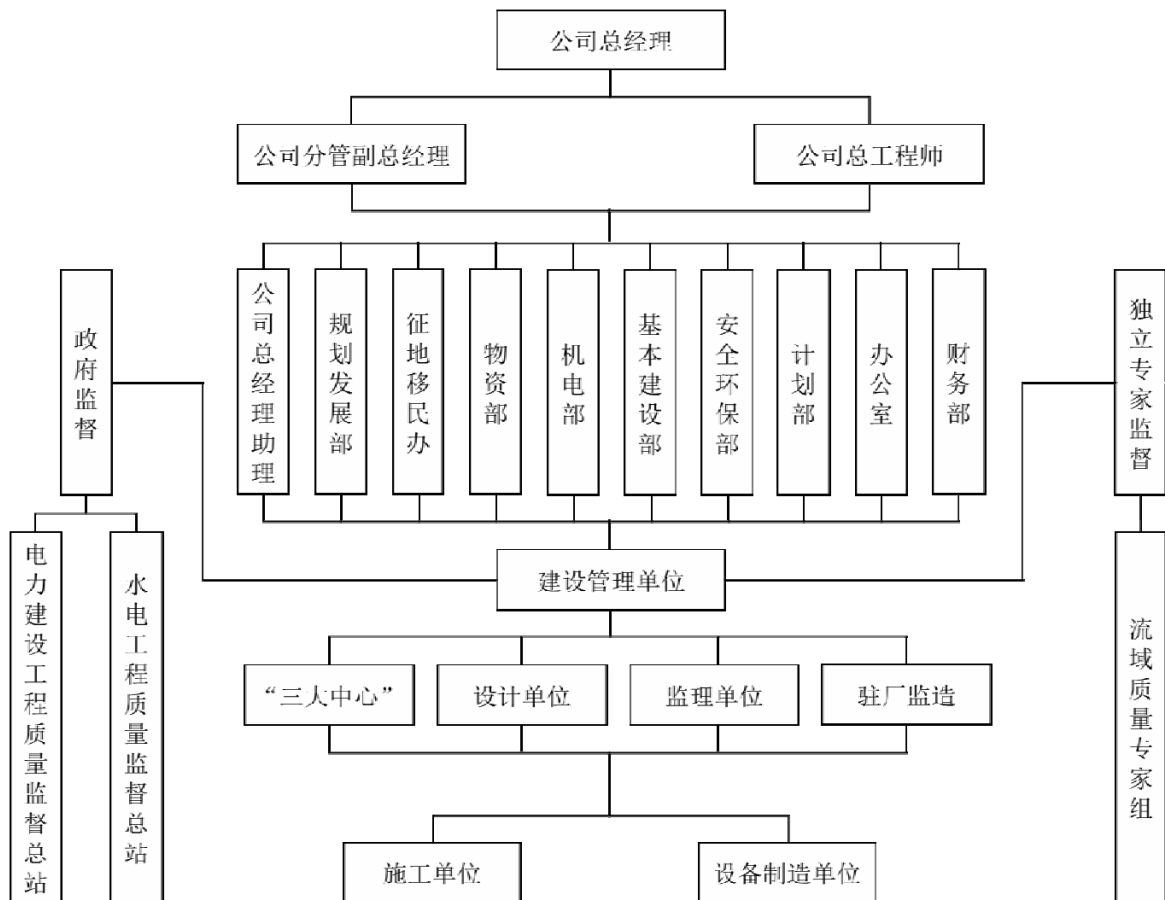 公司总经理
公司分管副总经理
公司总工程师
政府监督
公司总经理助理
规划发展部
征地移民办
物资部
机电部
基本建设部
安全环保部
计划部
办公室
财务部
独立专家监督
电力建设工程质量监督总站
水电工程质量监督总站
建设管理单位
流域质量专家组
“三大中心”
设计单位
监理单位
驻厂监造
施工单位
设备制造单位